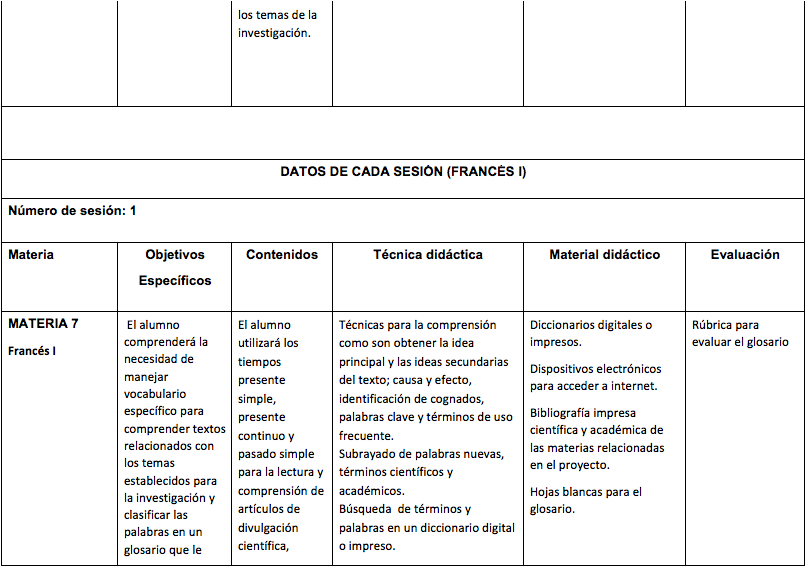 los temas de la
investigación.
DATOS DE CADA SESIÓN (FRANCÉS I)
Número de sesión: 1
Materia
Objetivos
Específicos
Contenidos
Técnica didáctica
Material didáctico
Evaluación
MATERIA 7
Francés I
El alumno
comprenderá la
necesidad de
manejar
vocabulario
específico para
comprender textos
relacionados con
los temas
establecidos para
la investigación y
clasificar las
palabras en un
glosario que le
El alumno
utilizará los
tiempos
presente
simple,
presente
continuo y
pasado simple
para la lectura y
comprensión de
artículos de
divulgación
científica,
Técnicas para la comprensión
como son obtener la idea
principal y las ideas secundarias
del texto; causa y efecto,
identificación de cognados,
palabras clave y términos de uso
frecuente.
Subrayado de palabras nuevas,
términos científicos y
académicos.
Búsqueda de términos y
palabras en un diccionario digital
o impreso.
Diccionarios digitales o
impresos.
Dispositivos electrónicos
para acceder a internet.
Bibliografía impresa
científica y académica de
las materias relacionadas
en el proyecto.
Hojas blancas para el
glosario.
Rúbrica para
evaluar el glosario